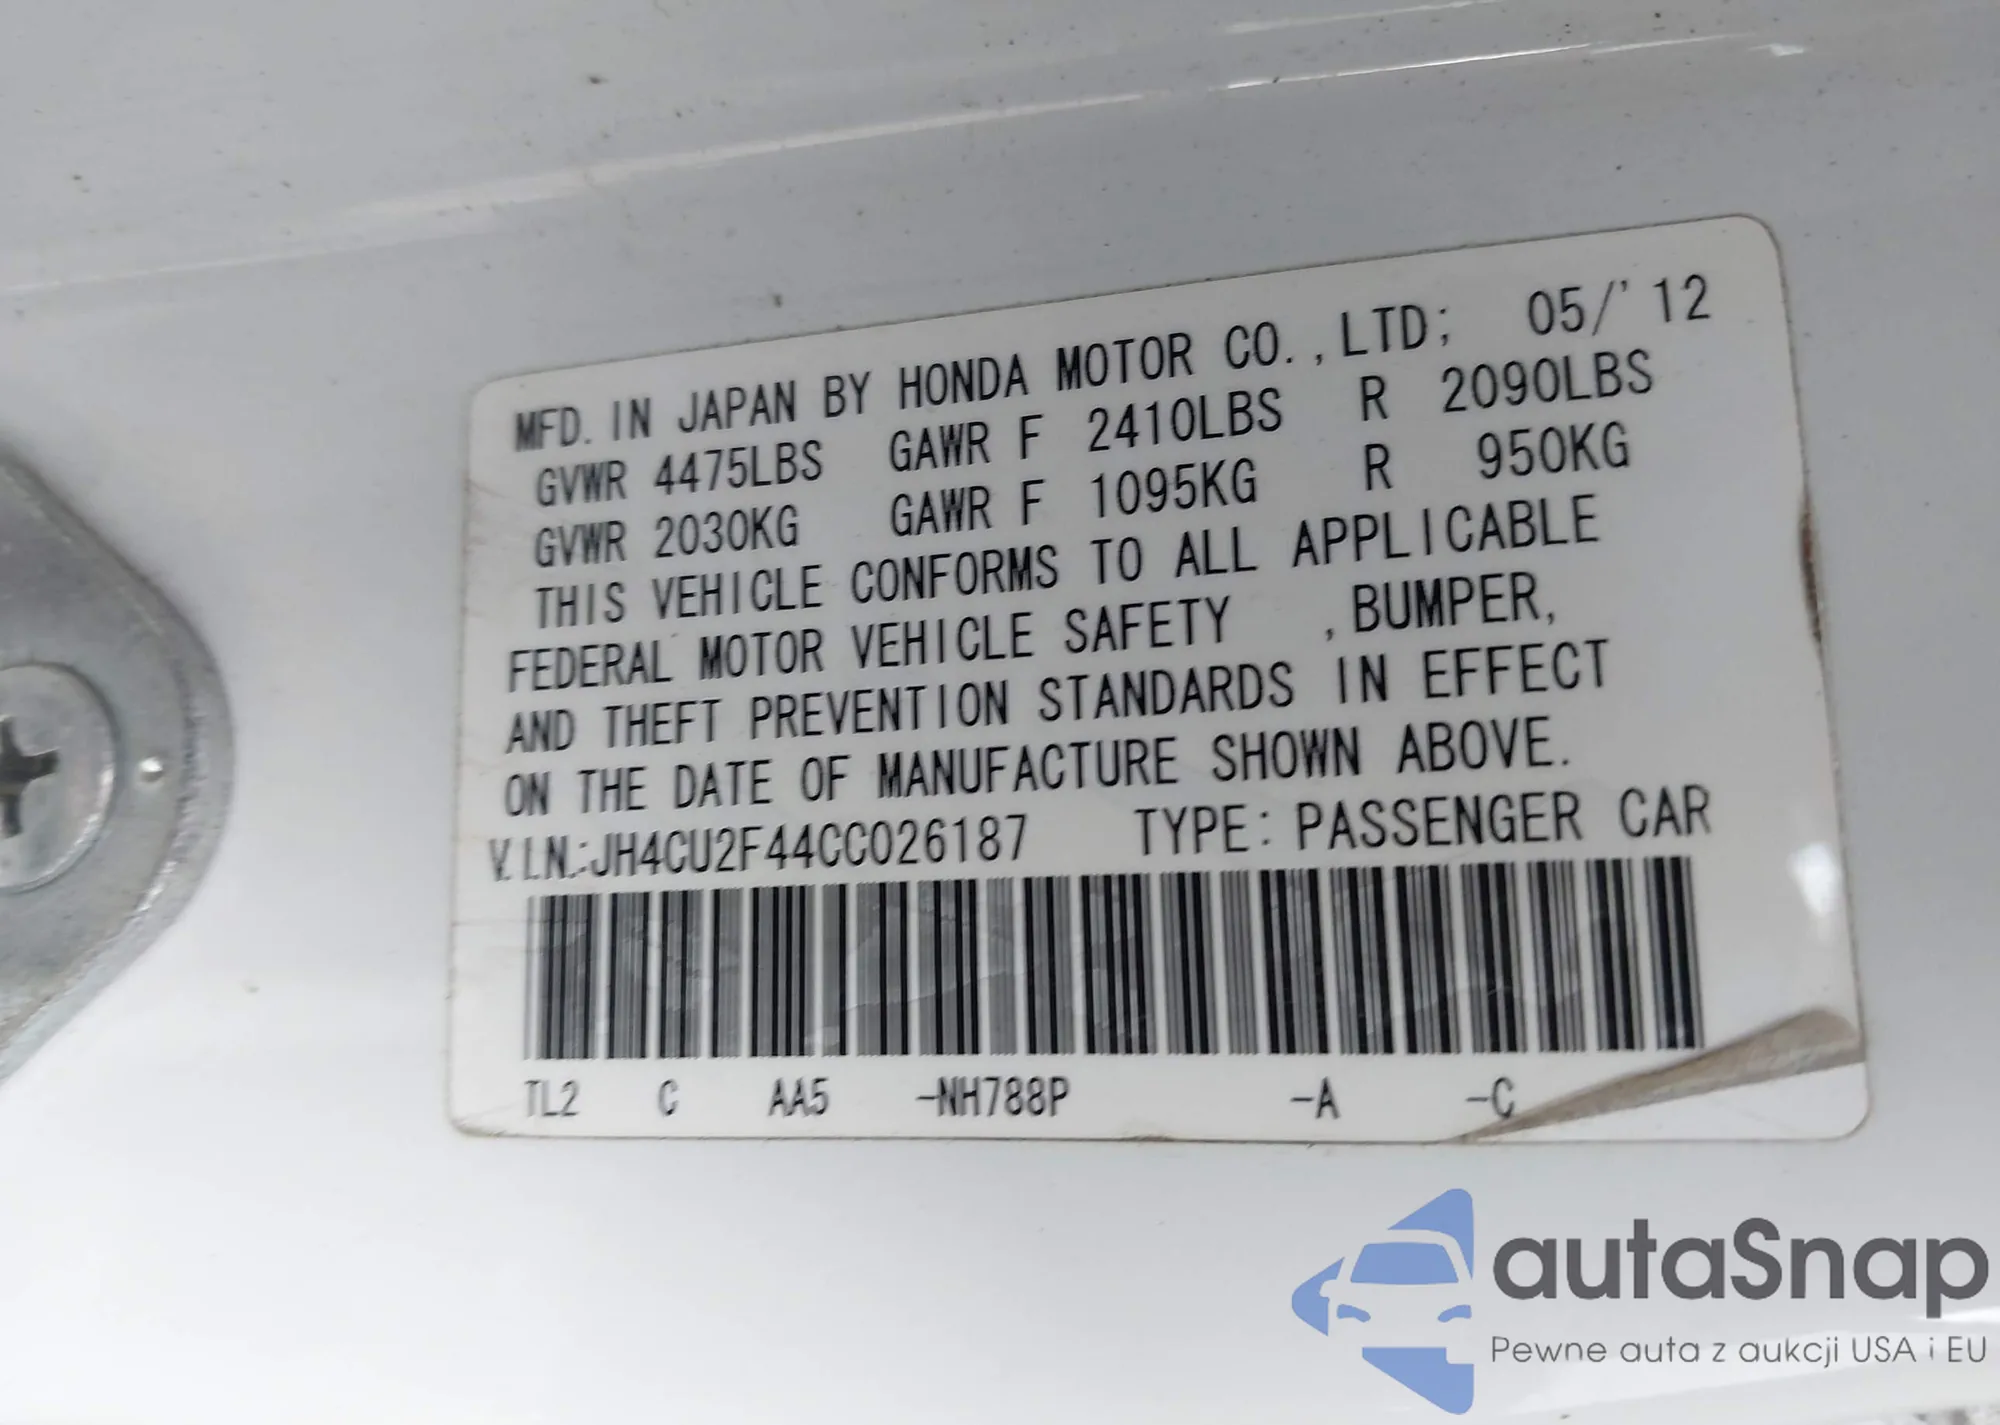 MFD. IN JAPAN BY HONDA MOTOR CO.,LTD; 05/'12
GVWR 4475LBS GAWR F 2410LBS R 2090LBS
GVWR 2030KG GAWR F 1095KG R 950KG
THIS VEHICLE CONFORMS TO ALL APPLICABLE
FEDERAL MOTOR VEHICLE SAFETY ,BUMPER,
AND THEFT PREVENTION STANDARDS IN EFFECT
ON THE DATE OF MANUFACTURE SHOWN ABOVE.
V.I.N.:JH4CU2F44CC026187 TYPE: PASSENGER CAR
TL2 C AA5 -NH788P -A -C
autaSnap
Pewne auta z aukcji USA i EU